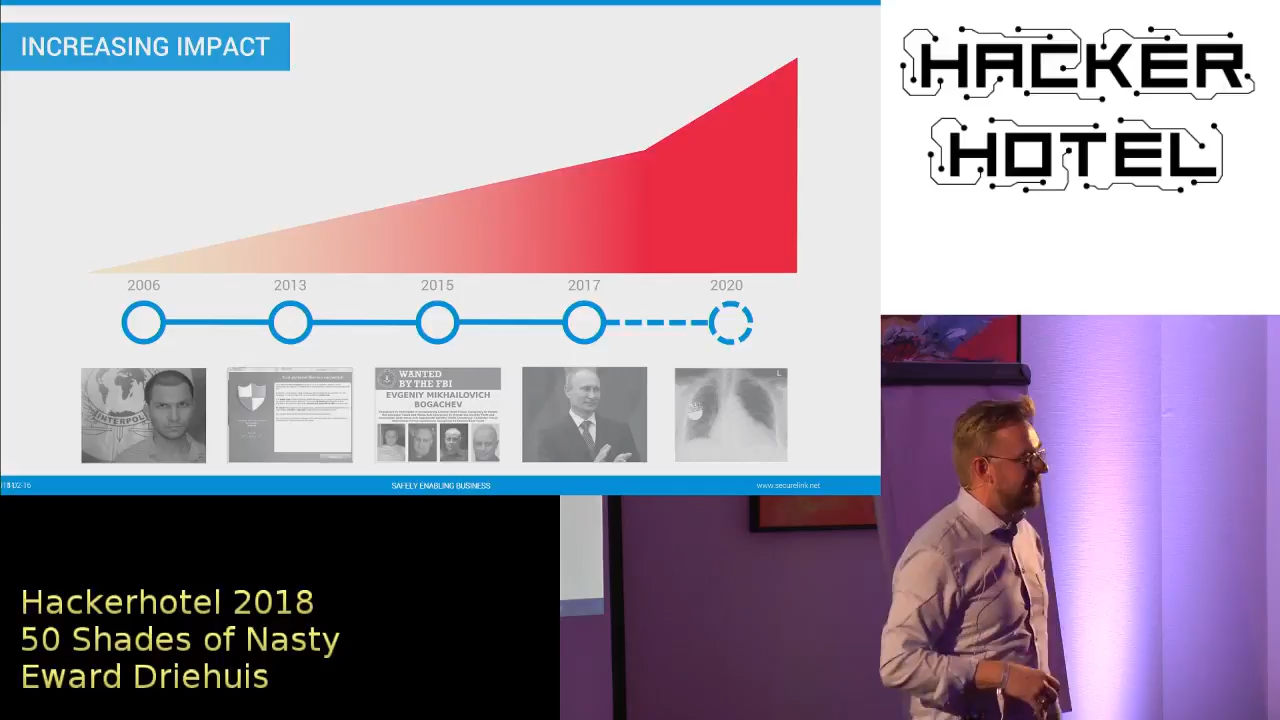 INCREASING IMPACT
2006
2013
2015
2017
2020
INTERPOL
WANTED
BY THE FBI
EVGENIY MIKHAILOVICH
BOGACHEV
L
SAFELY ENABLING BUSINESS
www.securelink.net
HACKER
HOTEL
Hackerhotel 2018
50 Shades of Nasty
Eward Driehuis